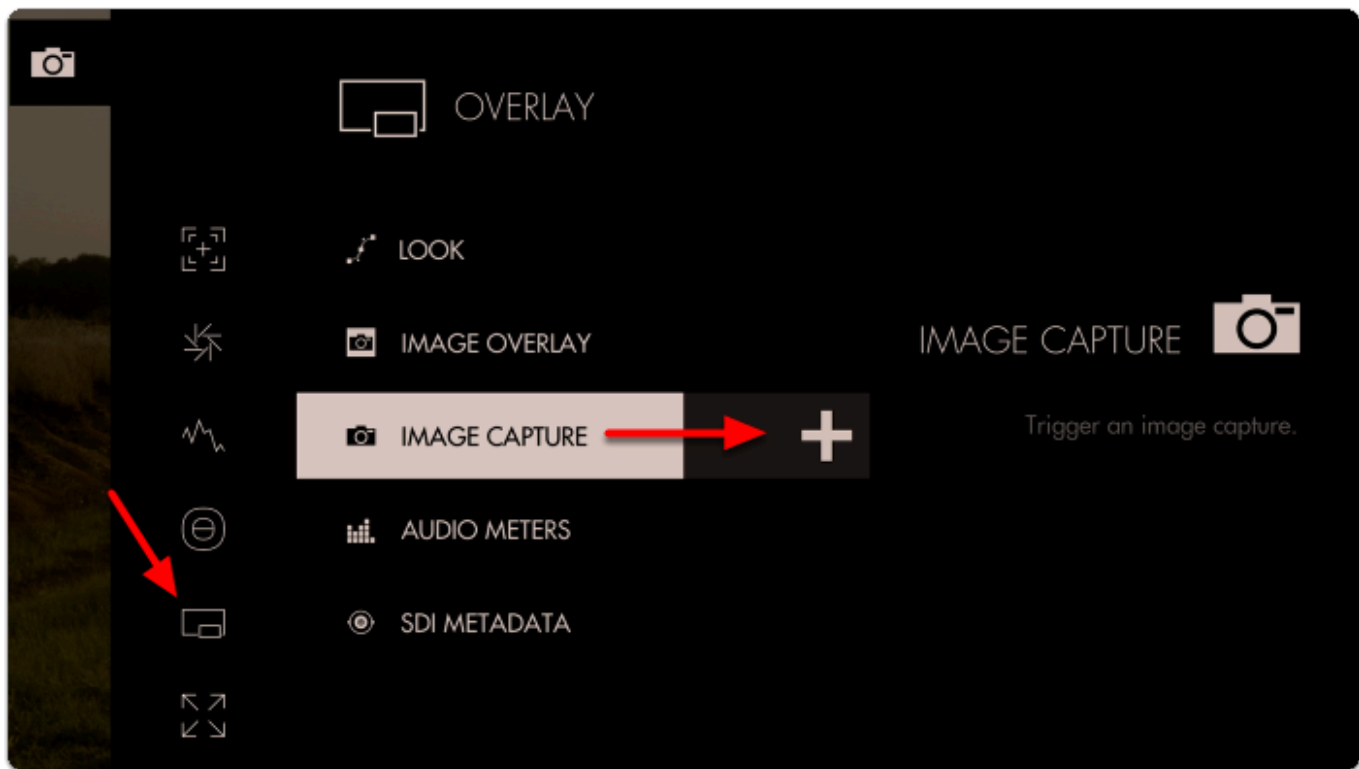 OVERLAY
LOOK
IMAGE OVERLAY
IMAGE CAPTURE
AUDIO METERS
SDI METADATA
IMAGE CAPTURE
Trigger an image capture.